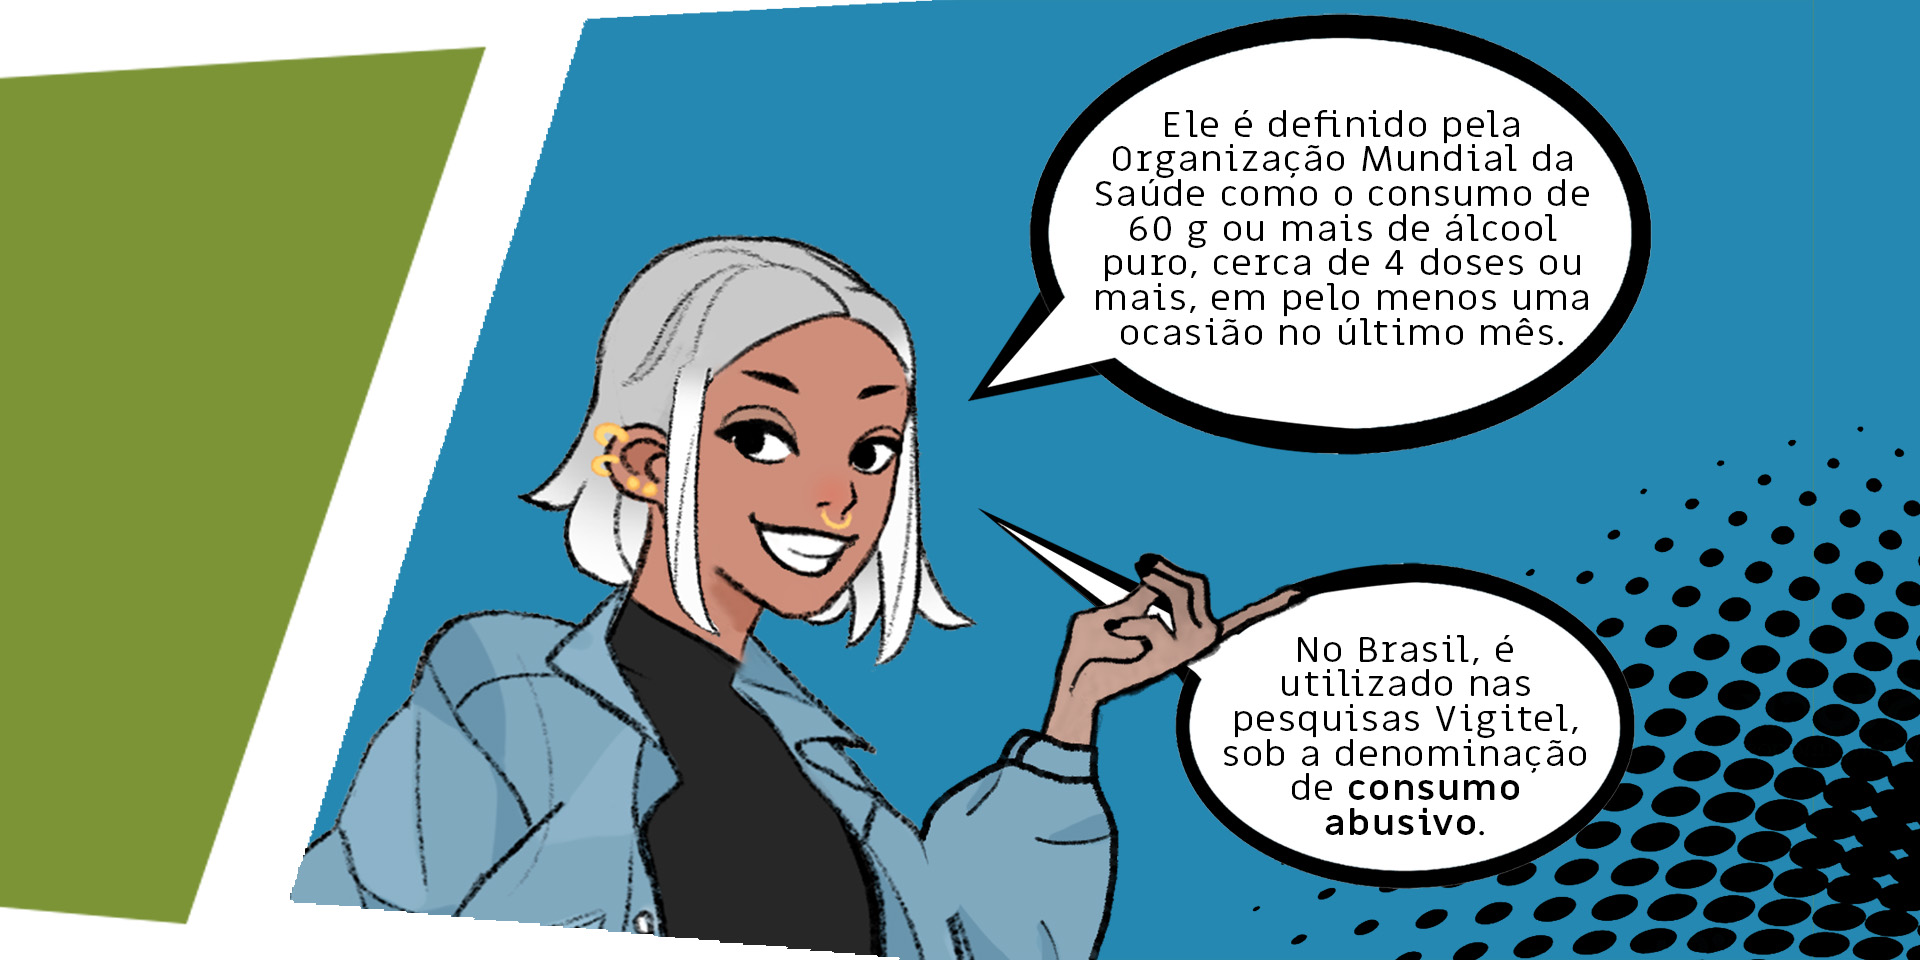 Ele é definido pela
Organização Mundial da
Saúde como o consumo de
60 g ou mais de álcool
puro, cerca de 4 doses ou
mais, em pelo menos uma
ocasião no último mês.
No Brasil, é
utilizado nas
pesquisas Vigitel,
sob a denominação
de consumo
abusivo.